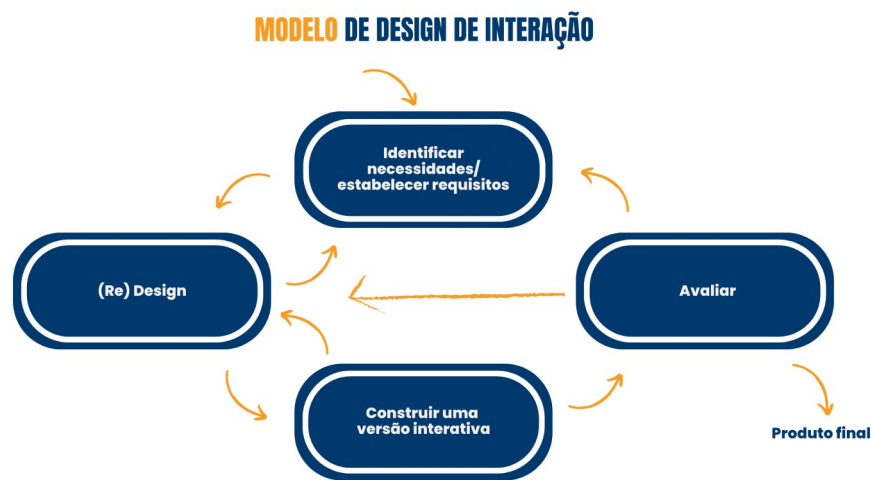 MODELO DE DESIGN DE INTERAÇÃO
Identificar
necessidades/
estabelecer requisitos
(Re) Design
Avaliar
Construir uma
versão interativa
Produto final